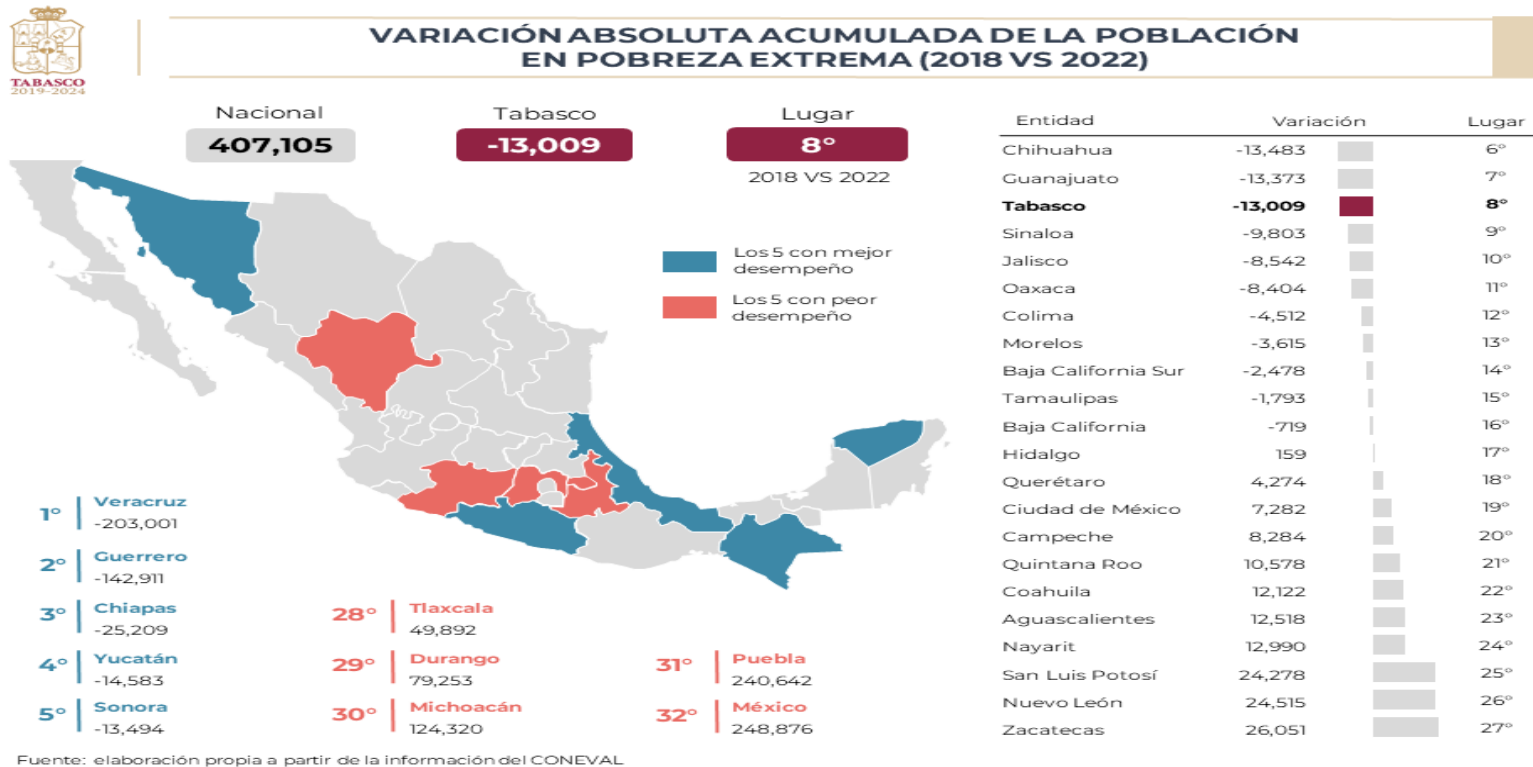 TABASCO
2019-2024
VARIACIÓN ABSOLUTA ACUMULADA DE LA POBLACIÓN
EN POBREZA EXTREMA (2018 VS 2022)
Nacional
407,105
Tabasco
-13,009
Lugar
8°
2018 VS 2022
Los 5 con mejor
desempeño
Los 5 con peor
desempeño
1° Veracruz
-203,001
2° Guerrero
-142,911
3° Chiapas
-25,209
4° Yucatán
-14,583
5° Sonora
-13,494
28° Tlaxcala
49,892
29° Durango
79,253
30° Michoacán
124,320
31° Puebla
240,642
32° México
248,876
Entidad Variación Lugar
Chihuahua -13,483 6°
Guanajuato -13,373 7°
Tabasco -13,009 8°
Sinaloa -9,803 9°
Jalisco -8,542 10°
Oaxaca -8,404 11°
Colima -4,512 12°
Morelos -3,615 13°
Baja California Sur -2,478 14°
Tamaulipas -1,793 15°
Baja California -719 16°
Hidalgo 159 17°
Querétaro 4,274 18°
Ciudad de México 7,282 19°
Campeche 8,284 20°
Quintana Roo 10,578 21°
Coahuila 12,122 22°
Aguascalientes 12,518 23°
Nayarit 12,990 24°
San Luis Potosí 24,278 25°
Nuevo León 24,515 26°
Zacatecas 26,051 27°
Fuente: elaboración propia a partir de la información del CONEVAL